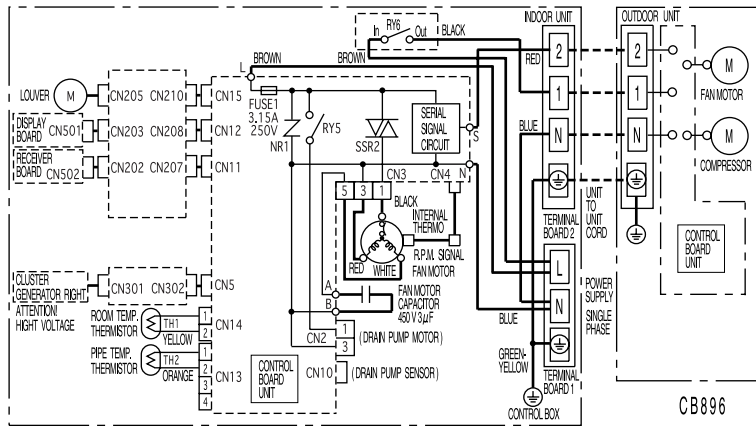 INDOOR UNIT
OUTDOOR UNIT
In RY6 Out
BLACK
L
BROWN
BROWN
RED
2
2
LOUVER
M
CN205
CN210
CN15
FUSE1
3.15A
250V
NR1
RY5
SSR2
SERIAL
SIGNAL
CIRCUIT
S
1
1
M
FAN MOTOR
DISPLAY
BOARD
CN501
CN203
CN208
CN12
BLUE
N
N
M
COMPRESSOR
RECEIVER
BOARD
CN502
CN202
CN207
CN11
CN3
CN4
N
5
3
1
BLACK
INTERNAL
THERMO
UNIT
TO
UNIT
CORD
TERMINAL
BOARD 2
RED
WHITE
R.P.M. SIGNAL
FAN MOTOR
CONTROL
BOARD
UNIT
L
POWER
SUPPLY
SINGLE
PHASE
CLUSTER
GENERATOR RIGHT
CN301
CN302
CN5
ATTENTION!
HIGHT VOLTAGE
A
B
FAN MOTOR
CAPACITOR
450V 3µF
BLUE
N
ROOM TEMP.
THERMISTOR
TH1
YELLOW
1
2
CN14
CN2
1
3
(DRAIN PUMP MOTOR)
PIPE TEMP.
THERMISTOR
TH2
ORANGE
1
2
3
4
CN13
CONTROL
BOARD
UNIT
CN10
(DRAIN PUMP SENSOR)
GREEN-
YELLOW
TERMINAL
BOARD 1
CONTROL BOX
CB896